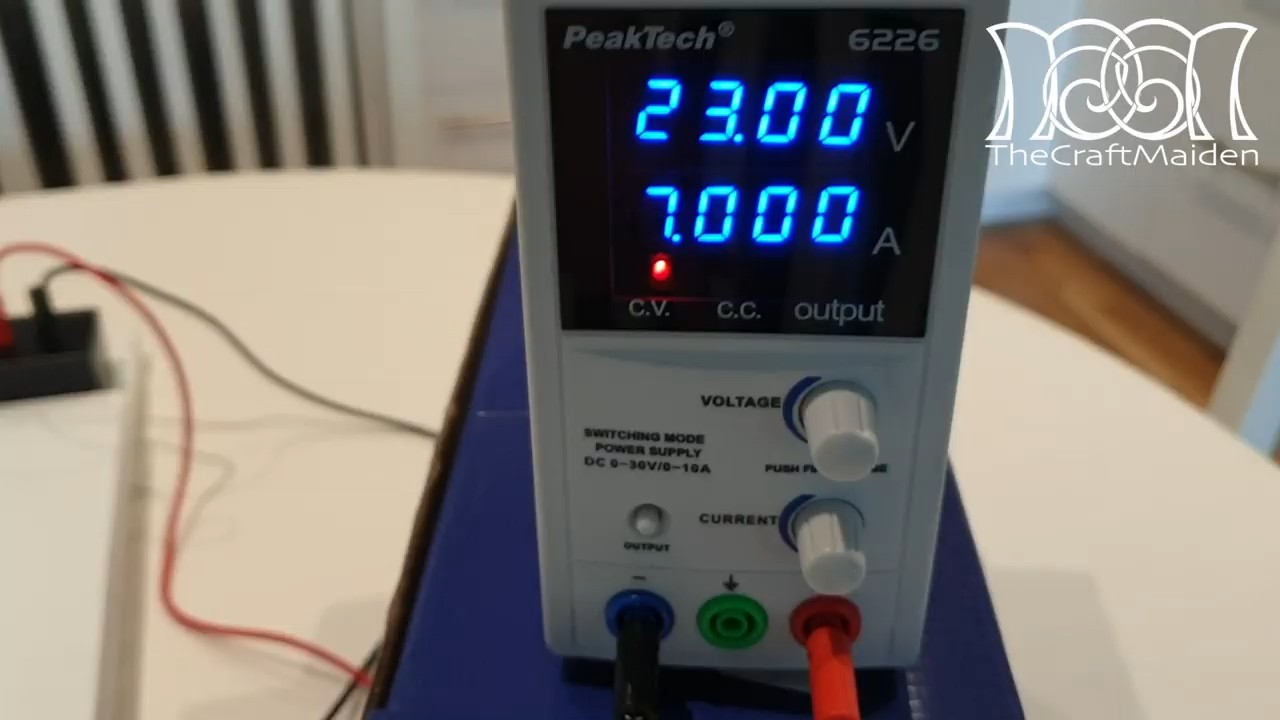 PeakTech® 6226
23.00 V
7.000 A
C.V. C.C. output
VOLTAGE
SWITCHING MODE
POWER SUPPLY
DC 0~30V/0~10A
PUSH
CURRENT
OUTPUT
−
TheCraftMaiden